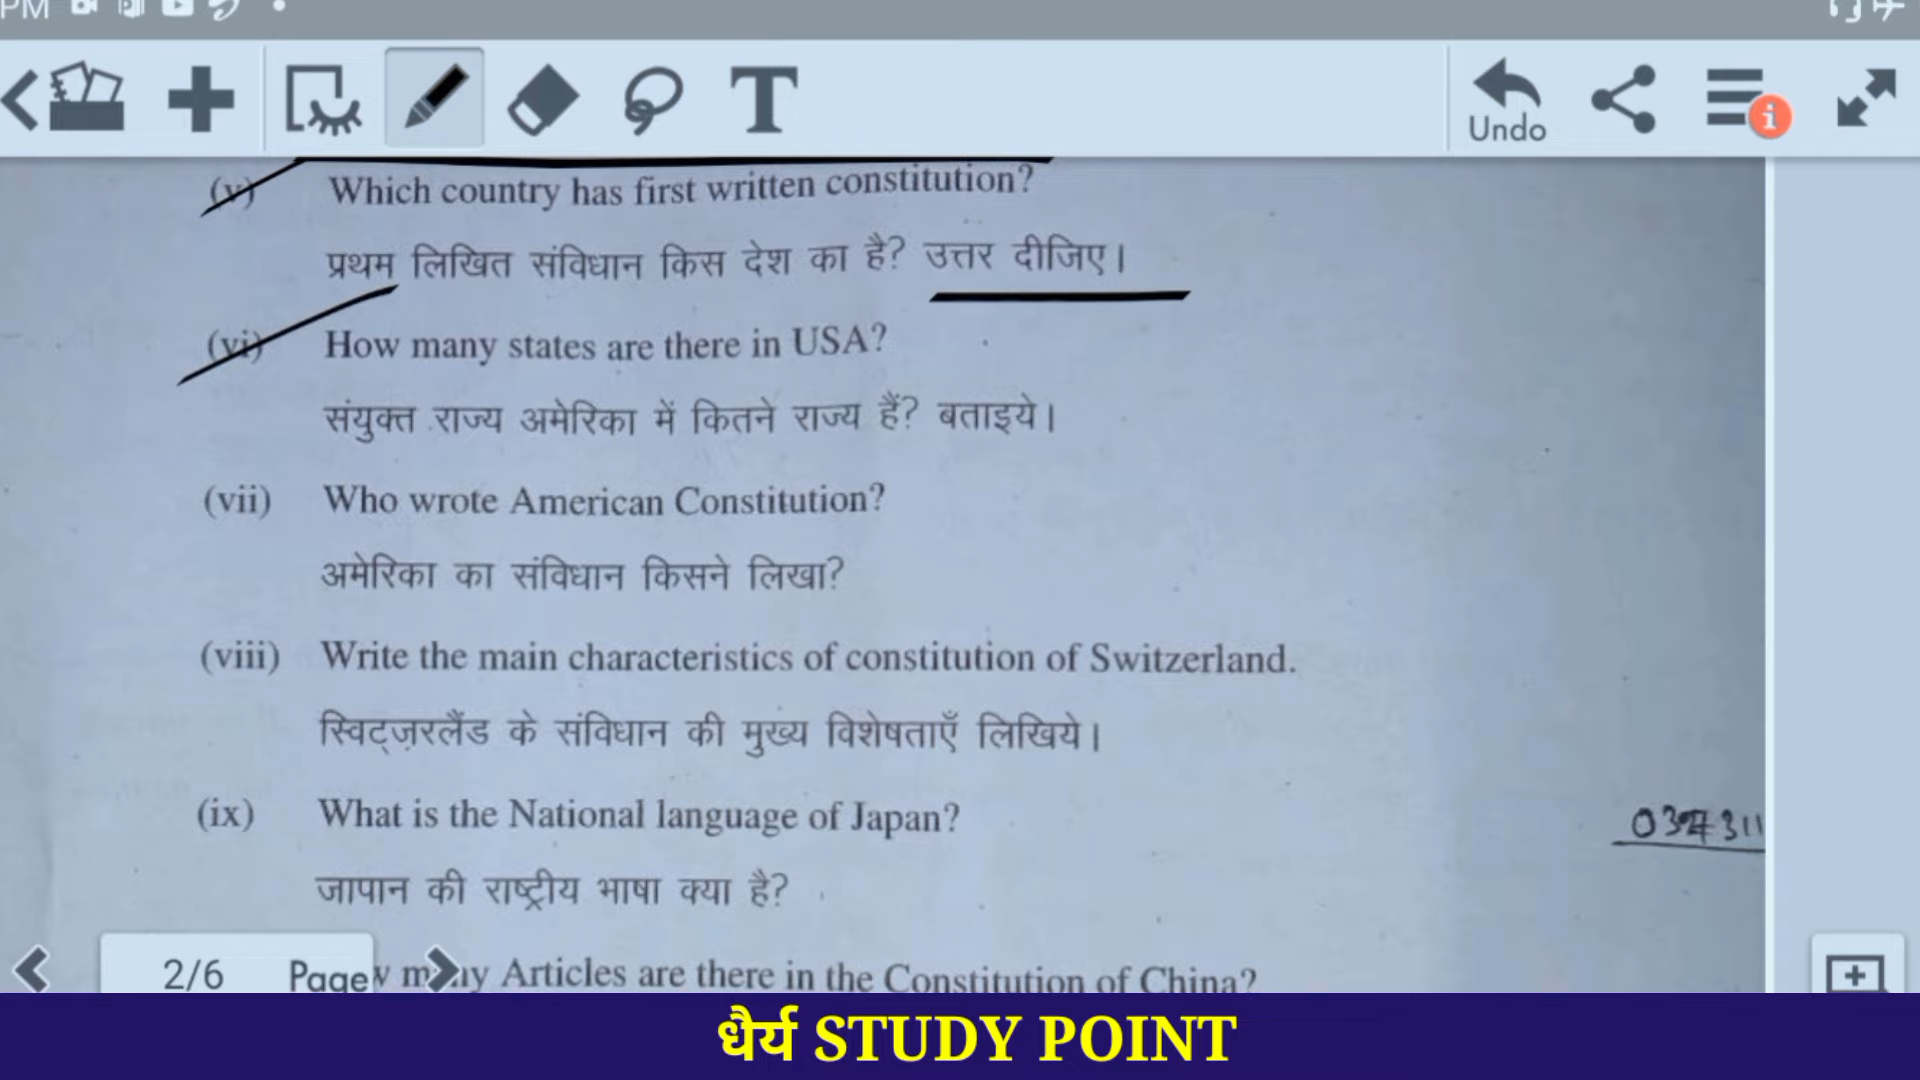 PM
Undo
(v) Which country has first written constitution?
प्रथम लिखित संविधान किस देश का है? उत्तर दीजिए।
(vi) How many states are there in USA?
संयुक्त राज्य अमेरिका में कितने राज्य हैं? बताइये।
(vii) Who wrote American Constitution?
अमेरिका का संविधान किसने लिखा?
(viii) Write the main characteristics of constitution of Switzerland.
स्विट्ज़रलैंड के संविधान की मुख्य विशेषताएँ लिखिये।
(ix) What is the National language of Japan?
जापान की राष्ट्रीय भाषा क्या है?
2/6 Page
Articles are there in the Constitution of China?
धैर्य STUDY POINT